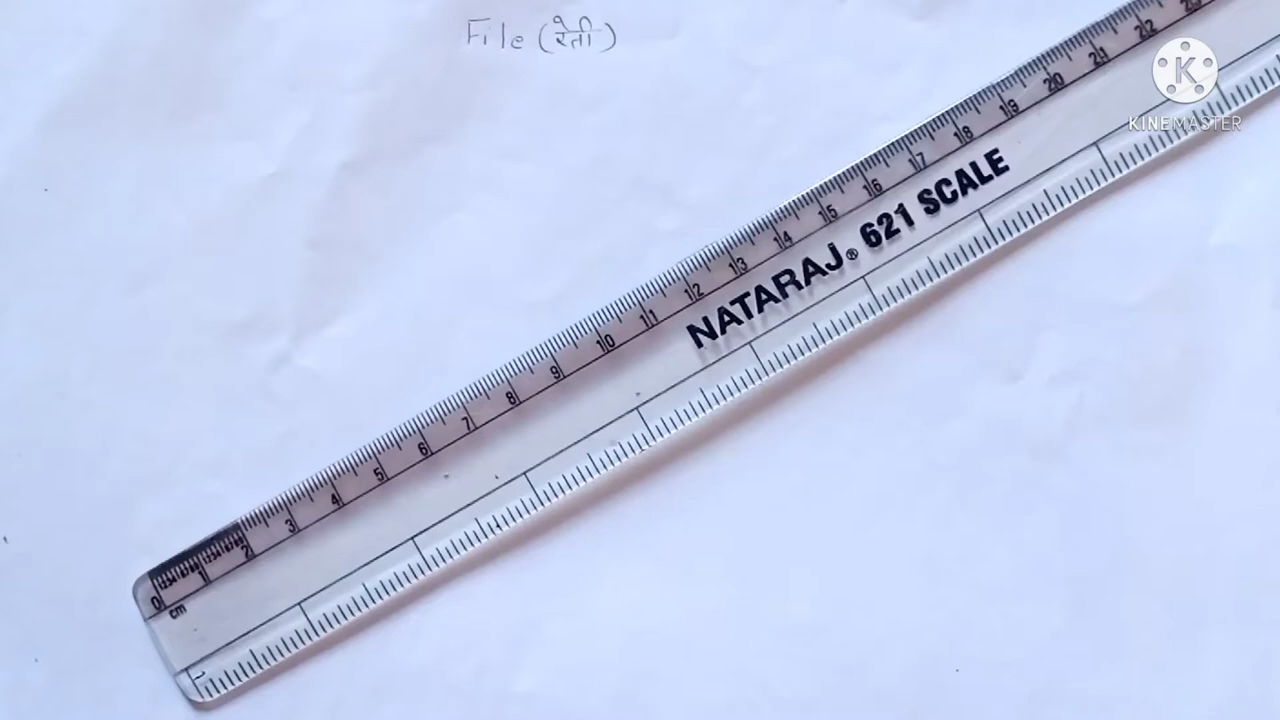 File (रेती)
KINEMASTER
NATARAJ® 621 SCALE
0 1 2 3 4 5 6 7 8 9 10 11 12 13 14 15 16 17 18 19 20 21 22 23
cm